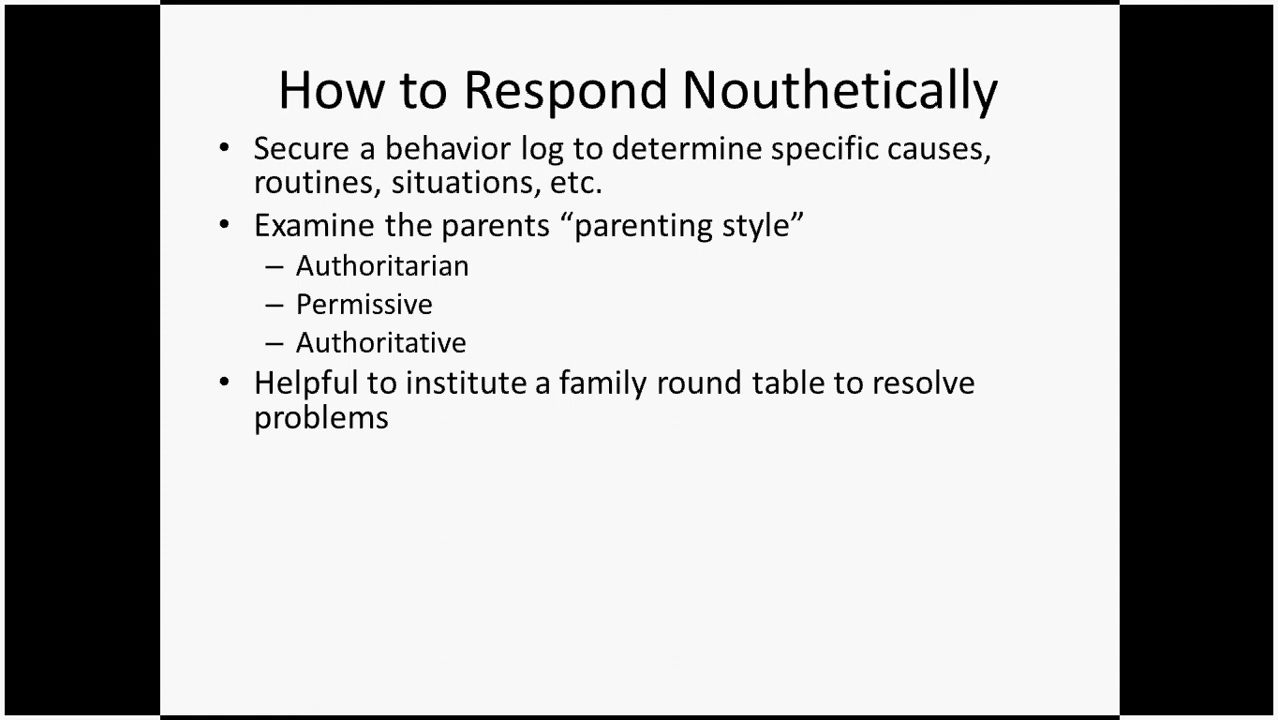 How to Respond Nouthetically
• Secure a behavior log to determine specific causes,
routines, situations, etc.
• Examine the parents “parenting style”
– Authoritarian
– Permissive
– Authoritative
• Helpful to institute a family round table to resolve
problems